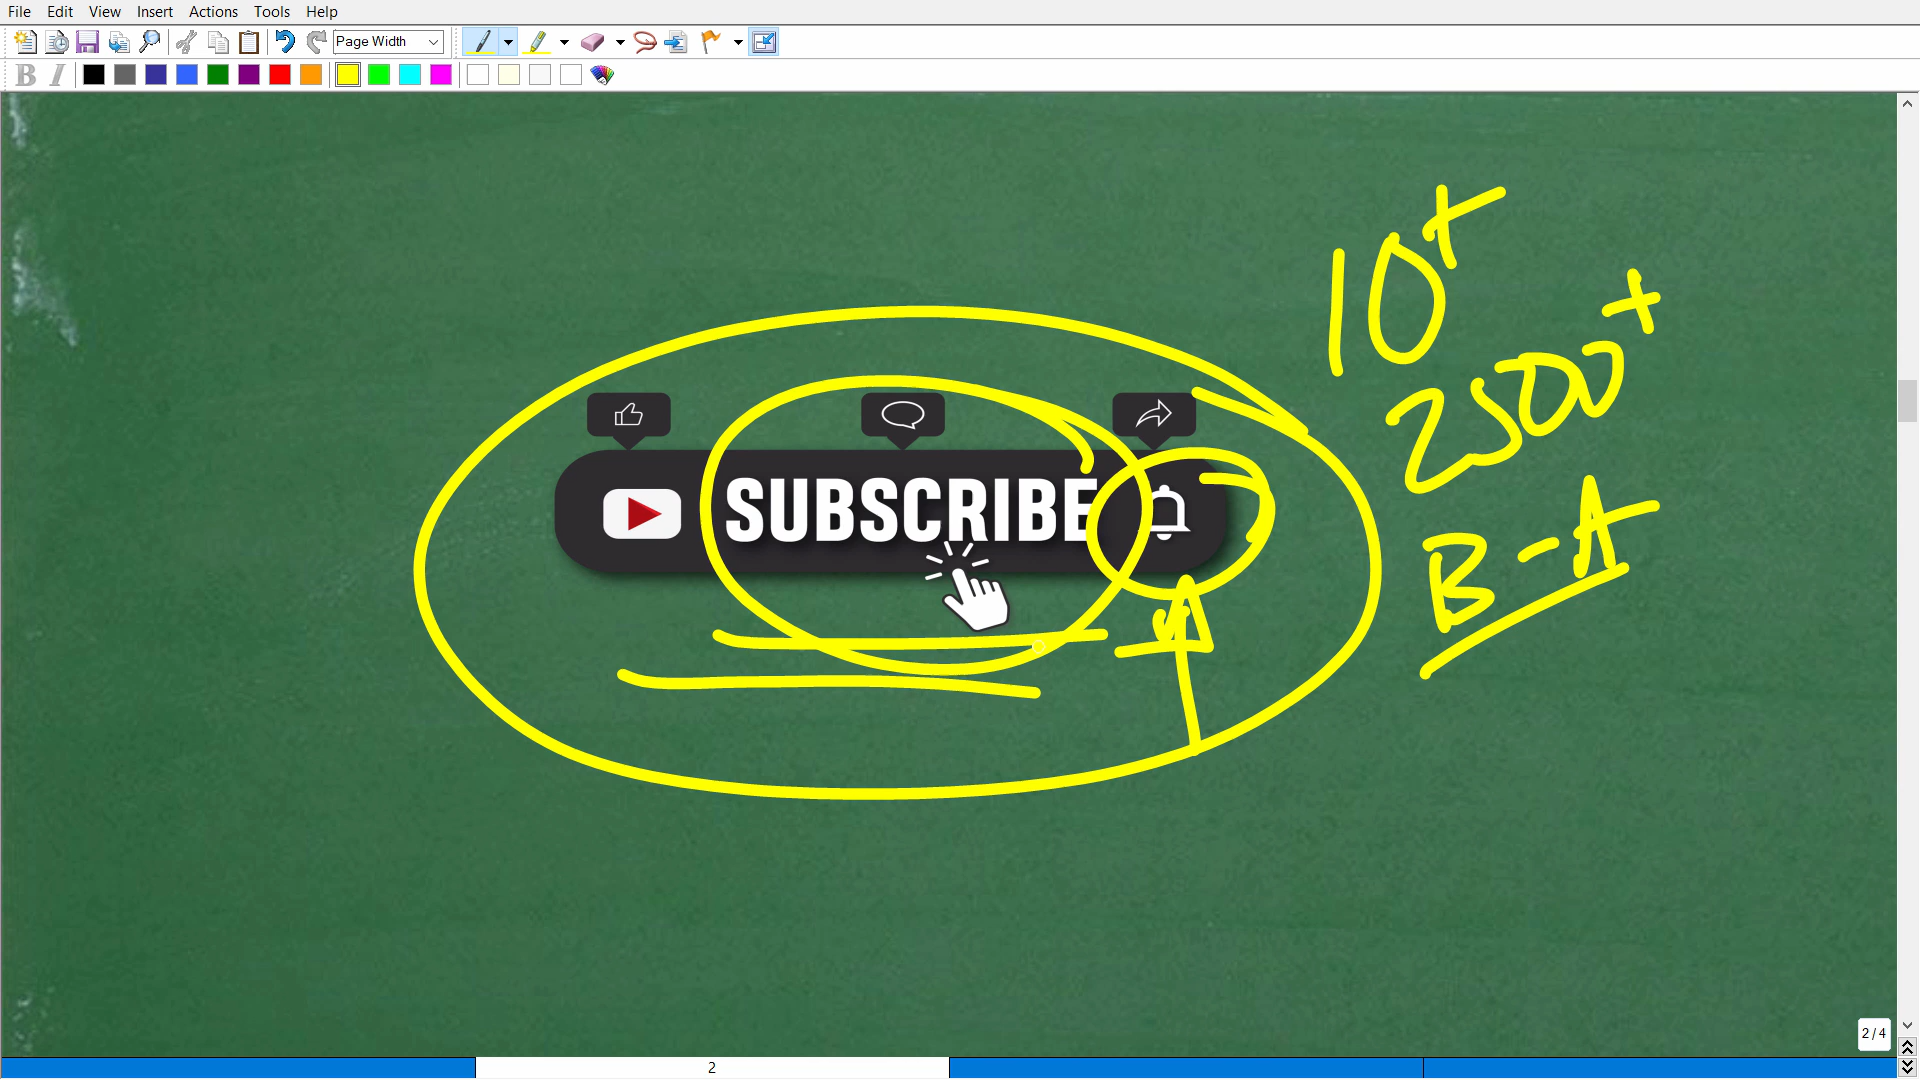 File Edit View Insert Actions Tools Help
Page Width
B I
10+
2500+
SUBSCRIBE
B-A
2 / 4
2